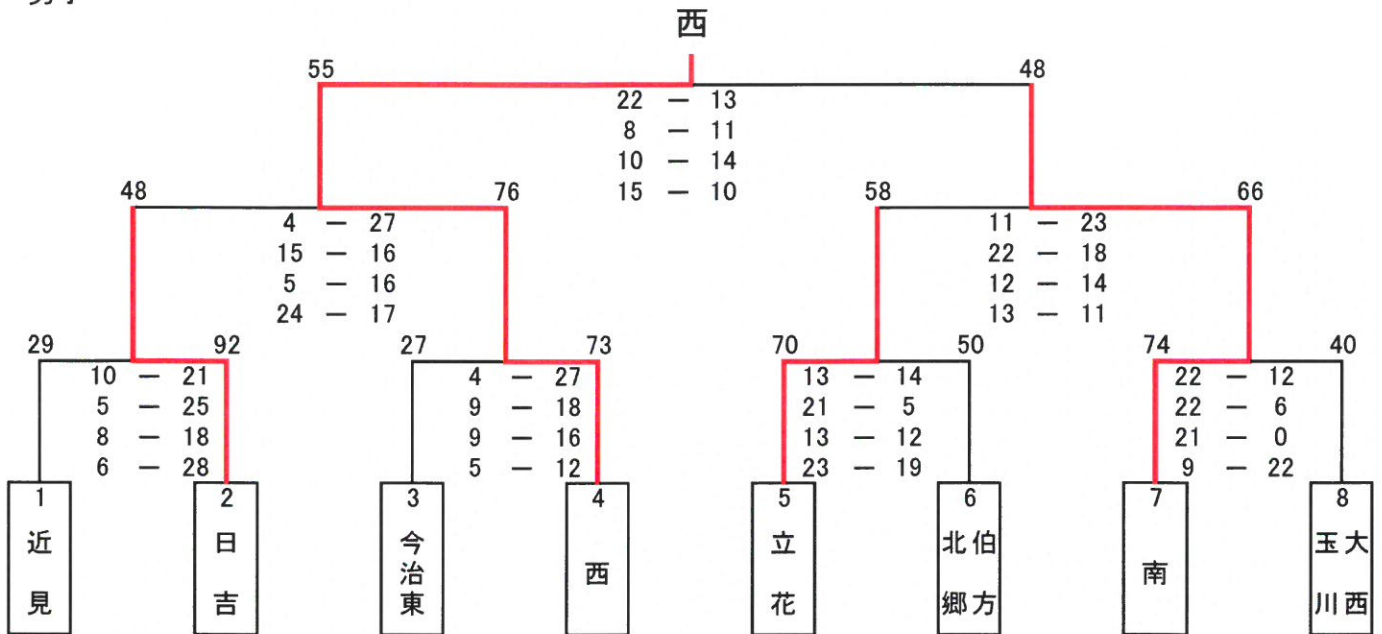 西
55 48
22 － 13
8 － 11
10 － 14
15 － 10
48 76 58 66
4 － 27 11 － 23
15 － 16 22 － 18
5 － 16 12 － 14
24 － 17 13 － 11
29 92 27 73 70 50 74 40
10 － 21 4 － 27 13 － 14 22 － 12
5 － 25 9 － 18 21 － 5 22 － 6
8 － 18 9 － 16 13 － 12 21 － 0
6 － 28 5 － 12 23 － 19 9 － 22
1 2 3 4 5 6 7 8
近見
日吉
今治東
西
立花
伯方
北郷
南
大西
玉川